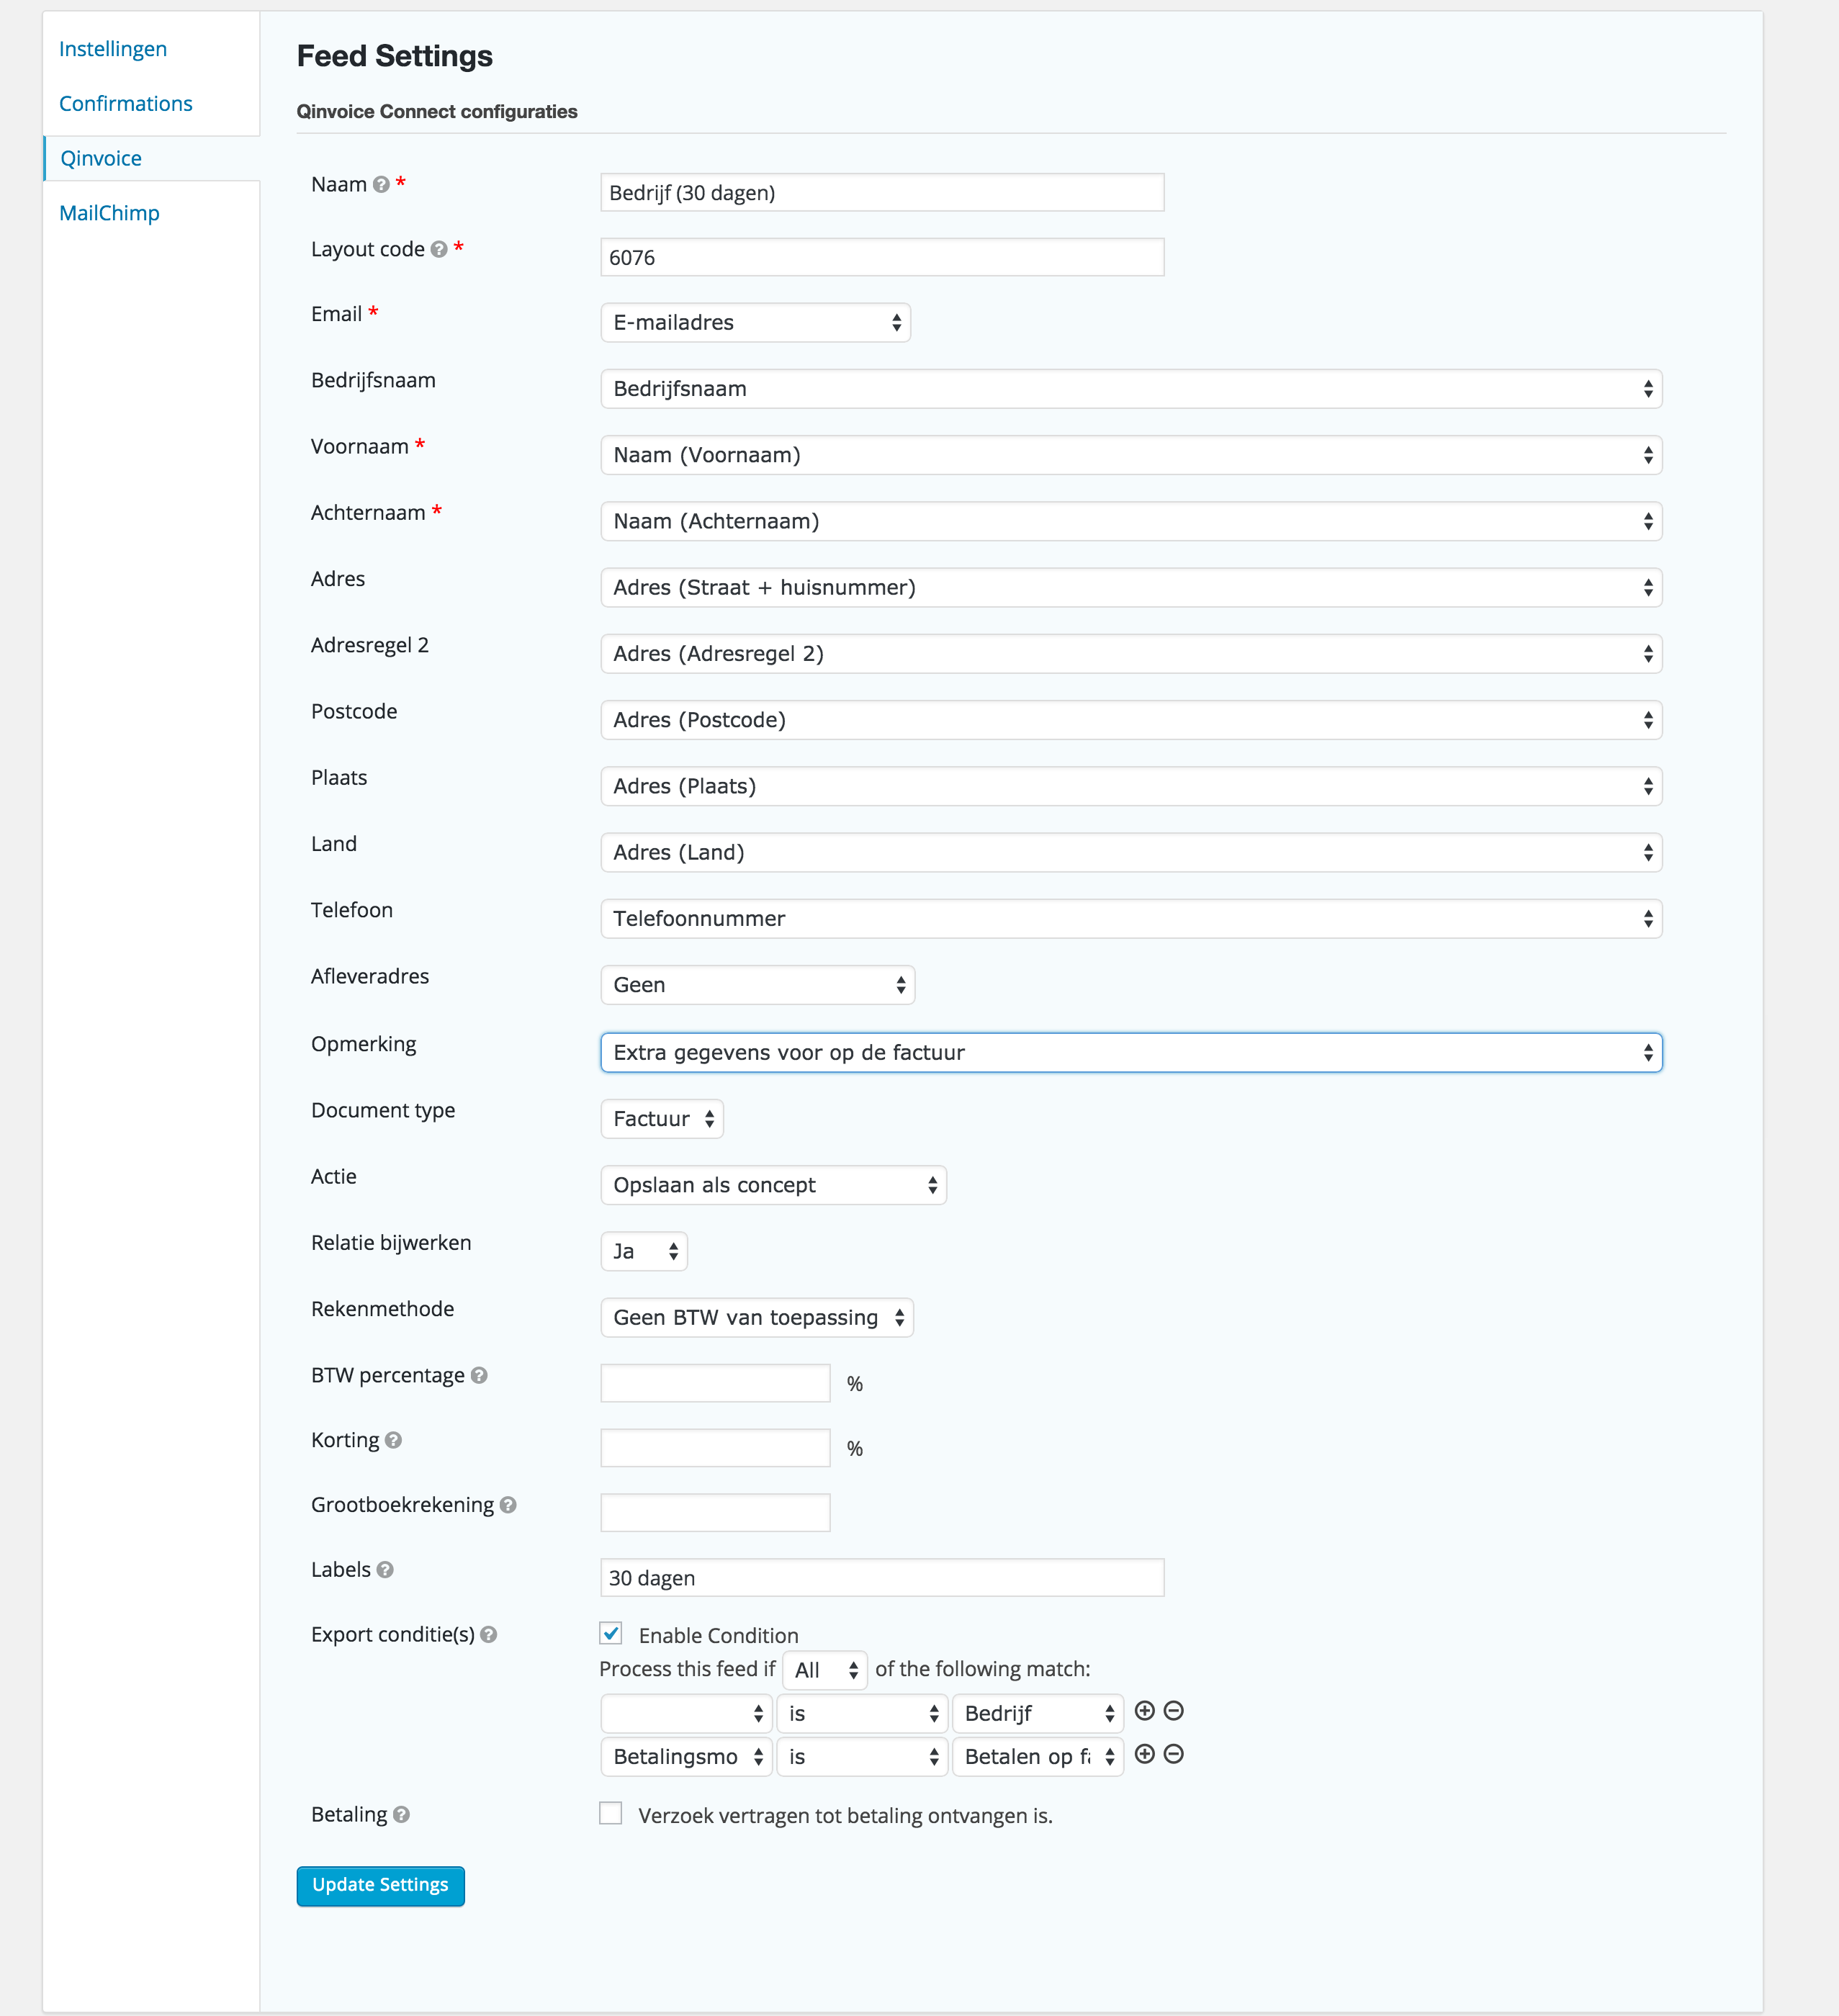 Instellingen
Confirmations
Qinvoice
MailChimp
Feed Settings
Qinvoice Connect configuraties
Naam ? *
Bedrijf (30 dagen)
Layout code ? *
6076
Email *
E-mailadres
Bedrijfsnaam
Bedrijfsnaam
Voornaam *
Naam (Voornaam)
Achternaam *
Naam (Achternaam)
Adres
Adres (Straat + huisnummer)
Adresregel 2
Adres (Adresregel 2)
Postcode
Adres (Postcode)
Plaats
Adres (Plaats)
Land
Adres (Land)
Telefoon
Telefoonnummer
Afleveradres
Geen
Opmerking
Extra gegevens voor op de factuur
Document type
Factuur
Actie
Opslaan als concept
Relatie bijwerken
Ja
Rekenmethode
Geen BTW van toepassing
BTW percentage ?
%
Korting ?
%
Grootboekrekening ?
Labels ?
30 dagen
Export conditie(s) ?
Enable Condition
Process this feed if All of the following match:
is Bedrijf
Betalingsmo is Betalen op
Betaling ?
Verzoek vertragen tot betaling ontvangen is.
Update Settings